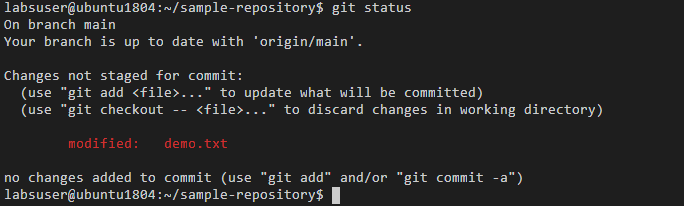 labsuser@ubuntu1804:~/sample-repository$ git status
On branch main
Your branch is up to date with 'origin/main'.
Changes not staged for commit:
(use "git add <file>..." to update what will be committed)
(use "git checkout -- <file>..." to discard changes in working directory)
modified: demo.txt
no changes added to commit (use "git add" and/or "git commit -a")
labsuser@ubuntu1804:~/sample-repository$